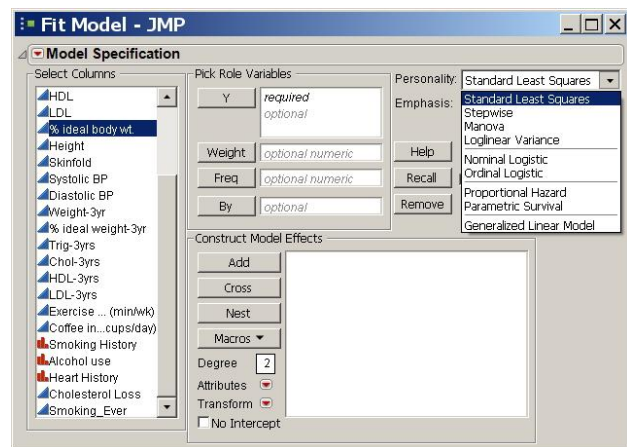 Fit Model - JMP
Model Specification
Select Columns
HDL
LDL
% ideal body wt.
Height
Skinfold
Systolic BP
Diastolic BP
Weight-3yr
% ideal weight-3yr
Trig-3yrs
Chol-3yrs
HDL-3yrs
LDL-3yrs
Exercise ... (min/wk)
Coffee in...cups/day)
Smoking History
Alcohol use
Heart History
Cholesterol Loss
Smoking_Ever
Pick Role Variables
Y required
optional
Weight optional numeric
Freq optional numeric
By optional
Personality: Standard Least Squares
Emphasis:
Help
Recall
Remove
Standard Least Squares
Stepwise
Manova
Loglinear Variance
Nominal Logistic
Ordinal Logistic
Proportional Hazard
Parametric Survival
Generalized Linear Model
Construct Model Effects
Add
Cross
Nest
Macros
Degree 2
Attributes
Transform
No Intercept